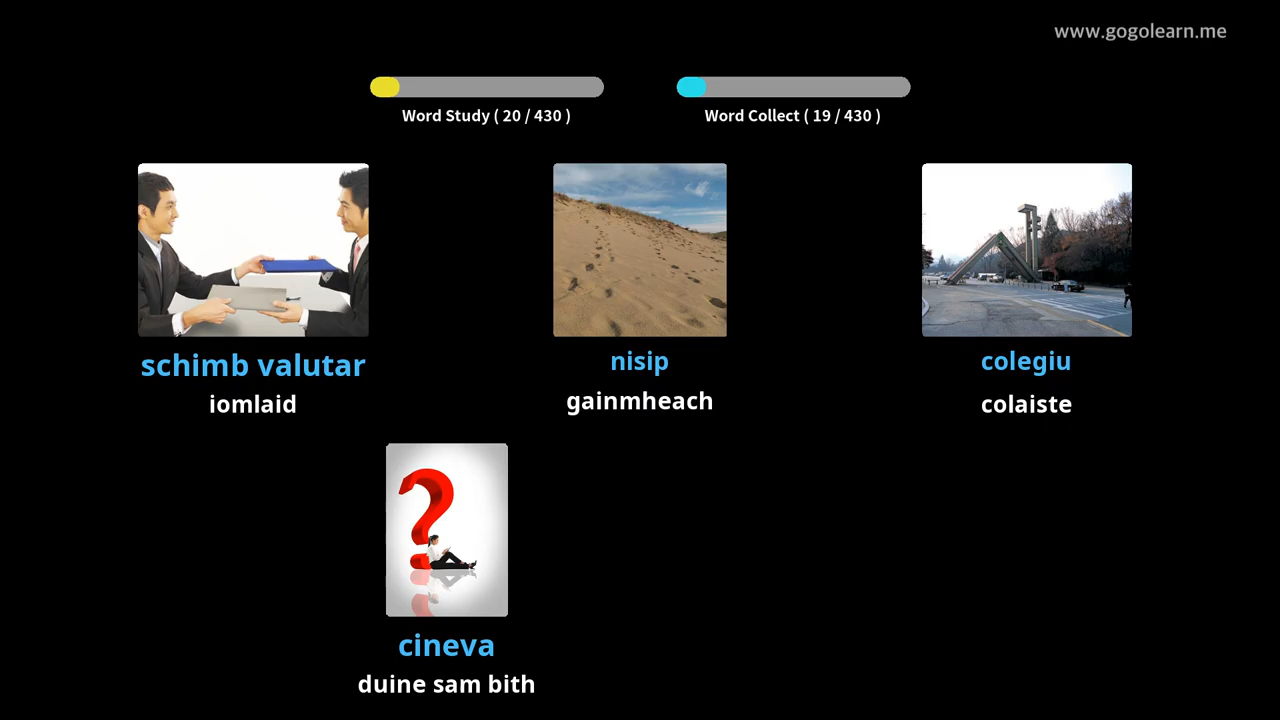 www.gogolearn.me
Word Study ( 20 / 430 )
Word Collect ( 19 / 430 )
schimb valutar
iomlaid
nisip
gainmheach
colegiu
colaiste
cineva
duine sam bith